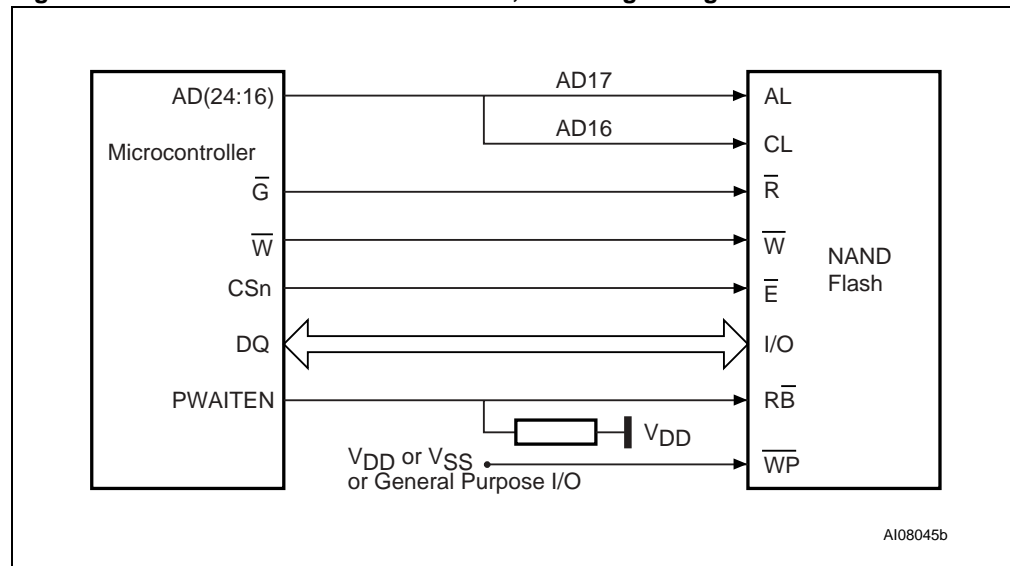 AD(24:16)
AD17
AL
AD16
CL
Microcontroller
G̅
R̅
W̅
W̅
NAND
Flash
CSn
E̅
DQ
I/O
PWAITEN
RB̅
VDD
VDD or VSS
or General Purpose I/O
W̅P̅
AI08045b